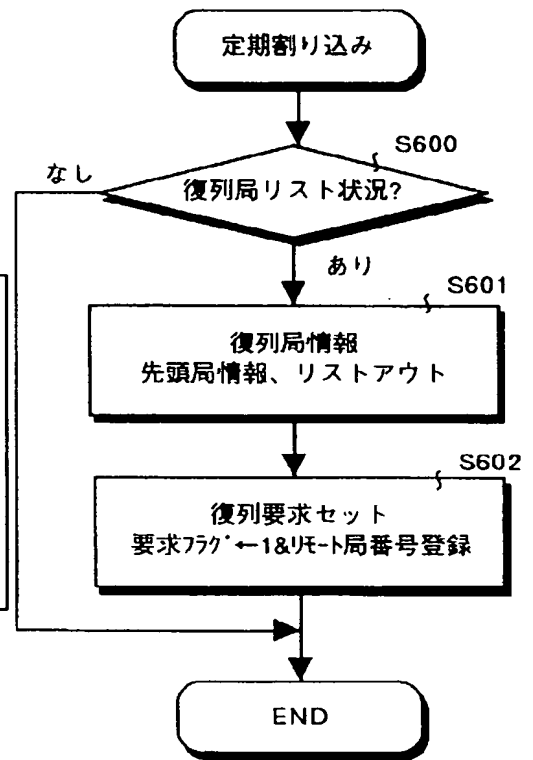 定期割り込み
S600
なし
復列局リスト状況?
あり
S601
復列局情報
先頭局情報、リストアウト
S602
復列要求セット
要求ﾌﾗｸﾞ←1&ﾘﾓｰﾄ局番号登録
END